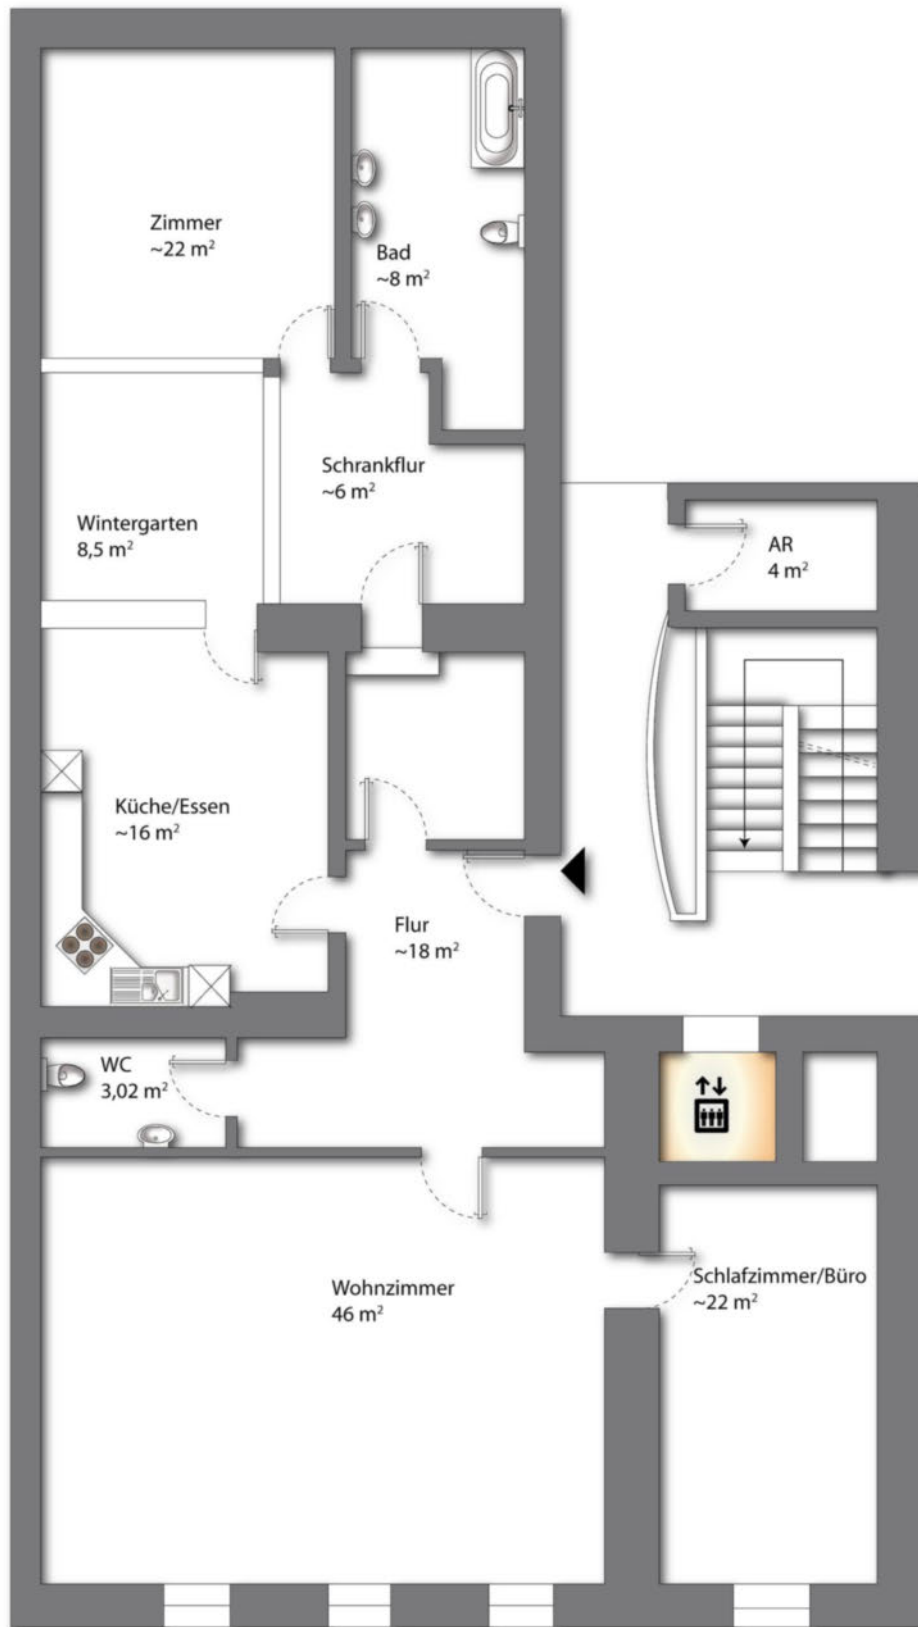 Zimmer
~22 m²
Bad
~8 m²
Schrankflur
~6 m²
Wintergarten
8,5 m²
AR
4 m²
Küche/Essen
~16 m²
Flur
~18 m²
WC
3,02 m²
Wohnzimmer
46 m²
Schlafzimmer/Büro
~22 m²